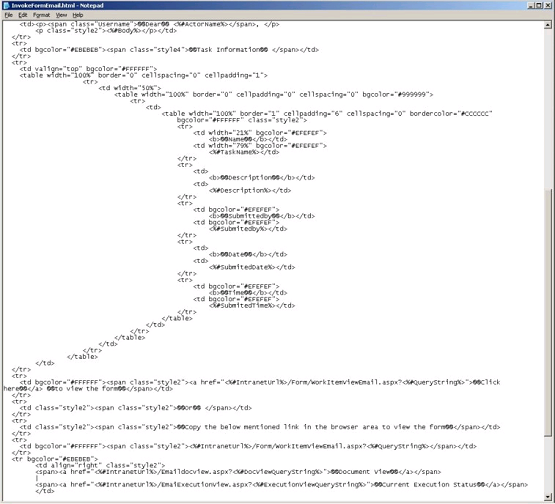 InvokeFormEmail.html - Notepad
File Edit Format View Help
<td><p><span class="Username">@@Dear@@ <%#ActorName%></span>, </p>
<p class="style2"><%#Body%></p></td>
</tr>
<tr>
<td bgcolor="#EBEBEB"><span class="style4">@@Task Information @@ </span></td>
</tr>
<tr>
<td valign="top" bgcolor="#FFFFFF">
<table width="100%" border="0" cellspacing="0" cellpadding="1">
<tr>
<td width="50%">
<table width="100%" border="0" cellpadding="0" cellspacing="0" bgcolor="#999999">
<tr>
<td>
<table width="100%" border="1" cellpadding="6" cellspacing="0" bordercolor="#CCCCCC"
bgcolor="#FFFFFF" class="style2">
<tr>
<td width="21%" bgcolor="#EFEFEF">
<b>@@Name@@</b></td>
<td width="79%" bgcolor="#EFEFEF">
<%#TaskName%></td>
</tr>
<tr>
<td>
<b>@@Description@@</b></td>
<td>
<%#Description%></td>
</tr>
<tr>
<td bgcolor="#EFEFEF">
<b>@@Submittedby@@</b></td>
<td bgcolor="#EFEFEF">
<%#Submitedby%></td>
</tr>
<tr>
<td>
<b>@@Date@@</b></td>
<td>
<%#SubmitedDate%></td>
</tr>
<tr>
<td bgcolor="#EFEFEF">
<b>@@Time@@</b></td>
<td bgcolor="#EFEFEF">
<%#SubmitedTime%></td>
</tr>
</table>
</td>
</tr>
</table>
</td>
</tr>
</table>
</td>
</tr>
<tr>
<td bgcolor="#FFFFFF"><span class="style2"><a href="<%#IntranetUrl%>/Form/WorkItemViewEmail.aspx?<%#QueryString%>">@@Click
here@@</a> @@to view the form@@</span></td>
</tr>
<tr>
<td class="style2"><span class="style2">@@Or@@ </span></td>
</tr>
<tr>
<td class="style2"><span class="style2">@@Copy the below mentioned link in the browser area to view the form@@</span></td>
</tr>
<tr>
<td bgcolor="#FFFFFF"><span class="style2"><%#IntranetUrl%>/Form/WorkItemViewEmail.aspx?<%#QueryString%></span></td>
</tr>
<tr bgcolor="#EBEBEB">
<td align="right" class="style2">
<span><a href="<%#IntranetUrl%>/EmailDocView.aspx?<%#DocViewQueryString%>">@@Document View@@</a></span>
|
<span><a href="<%#IntranetUrl%>/EmaiExecutionView.aspx?<%#ExecutionViewQueryString%>">@@Current Execution Status@@</a></span>
</td>